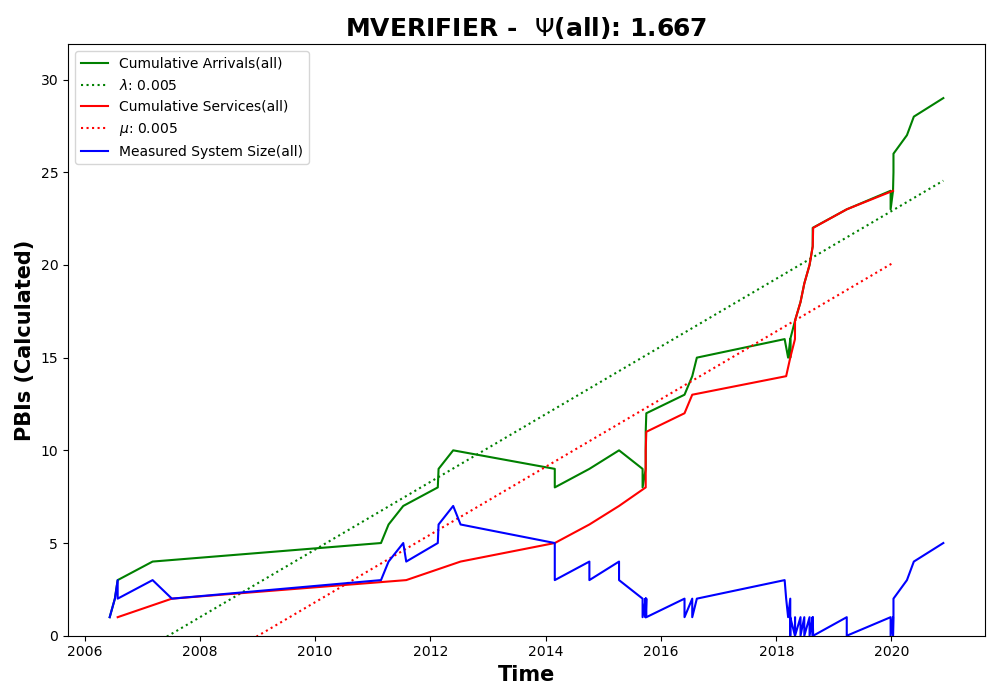 MVERIFIER - Ψ(all): 1.667
Cumulative Arrivals(all)
λ: 0.005
Cumulative Services(all)
μ: 0.005
Measured System Size(all)
PBIs (Calculated)
30
25
20
15
10
5
0
2006 2008 2010 2012 2014 2016 2018 2020
Time